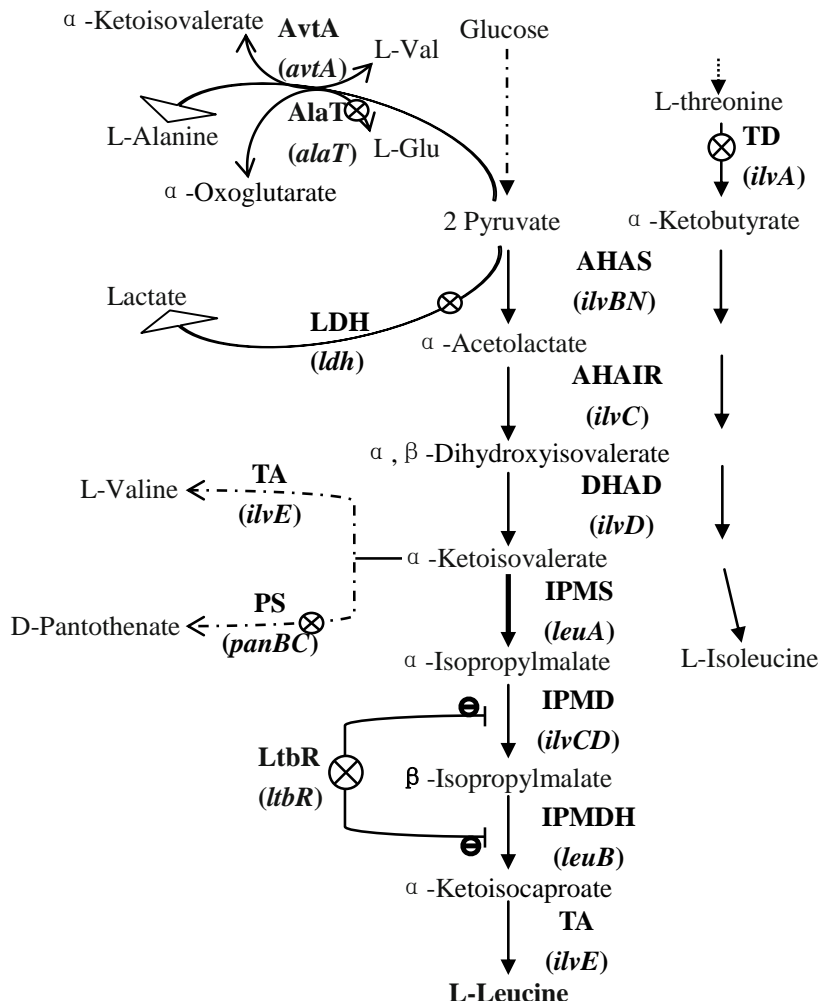 α-Ketoisovalerate
AvtA
(avtA)
L-Val
Glucose
L-Alanine
AlaT
(alaT)
L-Glu
α-Oxoglutarate
L-threonine
TD
(ilvA)
2 Pyruvate
α-Ketobutyrate
AHAS
(ilvBN)
Lactate
LDH
(ldh)
α-Acetolactate
AHAIR
(ilvC)
α, β-Dihydroxyisovalerate
DHAD
(ilvD)
L-Valine
TA
(ilvE)
α-Ketoisovalerate
D-Pantothenate
PS
(panBC)
IPMS
(leuA)
α-Isopropylmalate
L-Isoleucine
IPMD
(ilvCD)
LtbR
(ltbR)
β-Isopropylmalate
IPMDH
(leuB)
α-Ketoisocaproate
TA
(ilvE)
L-Leucine